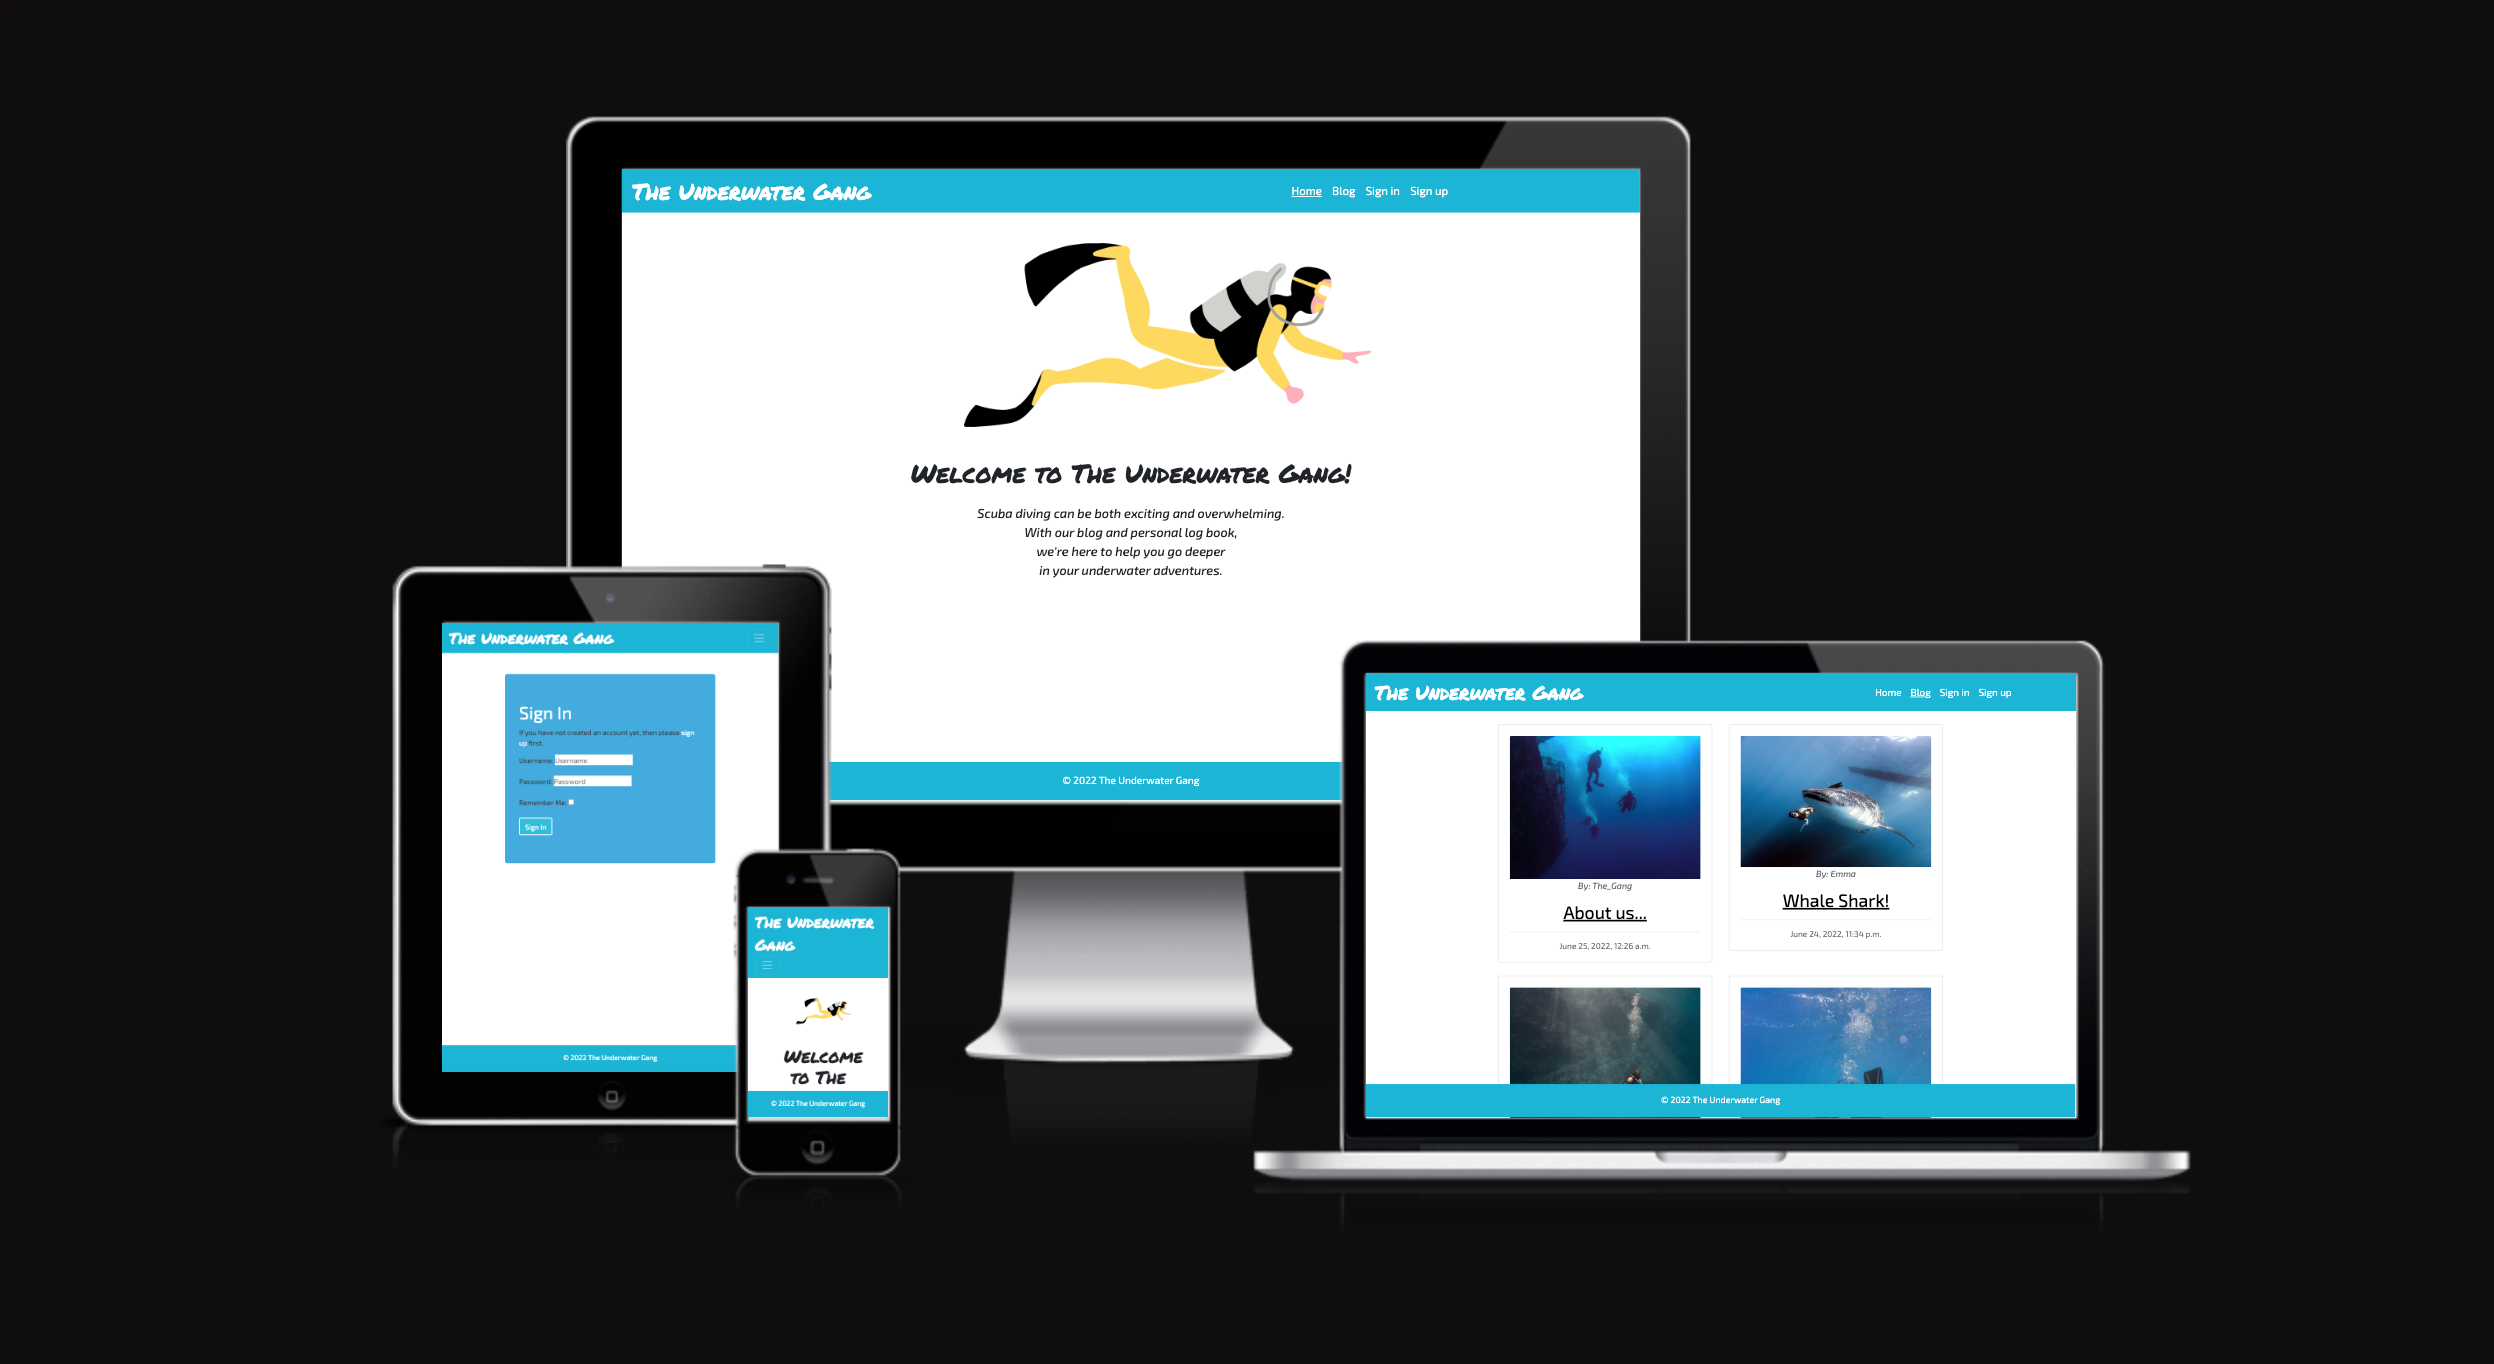 The Underwater Gang
Home Blog Sign in Sign up
Welcome to The Underwater Gang!
Scuba diving can be both exciting and overwhelming.
With our blog and personal log book,
we're here to help you go deeper
in your underwater adventures.
© 2022 The Underwater Gang
The Underwater Gang
Sign In
If you have not created an account yet, then please sign
up first.
Username: Username
Password: Password
Remember Me:
Sign In
© 2022 The Underwater Gang
The Underwater
Gang
Welcome
to The
© 2022 The Underwater Gang
The Underwater Gang
Home Blog Sign in Sign up
By: The_Gang
About us...
June 25, 2022, 12:26 a.m.
By: Emma
Whale Shark!
June 24, 2022, 11:34 p.m.
© 2022 The Underwater Gang